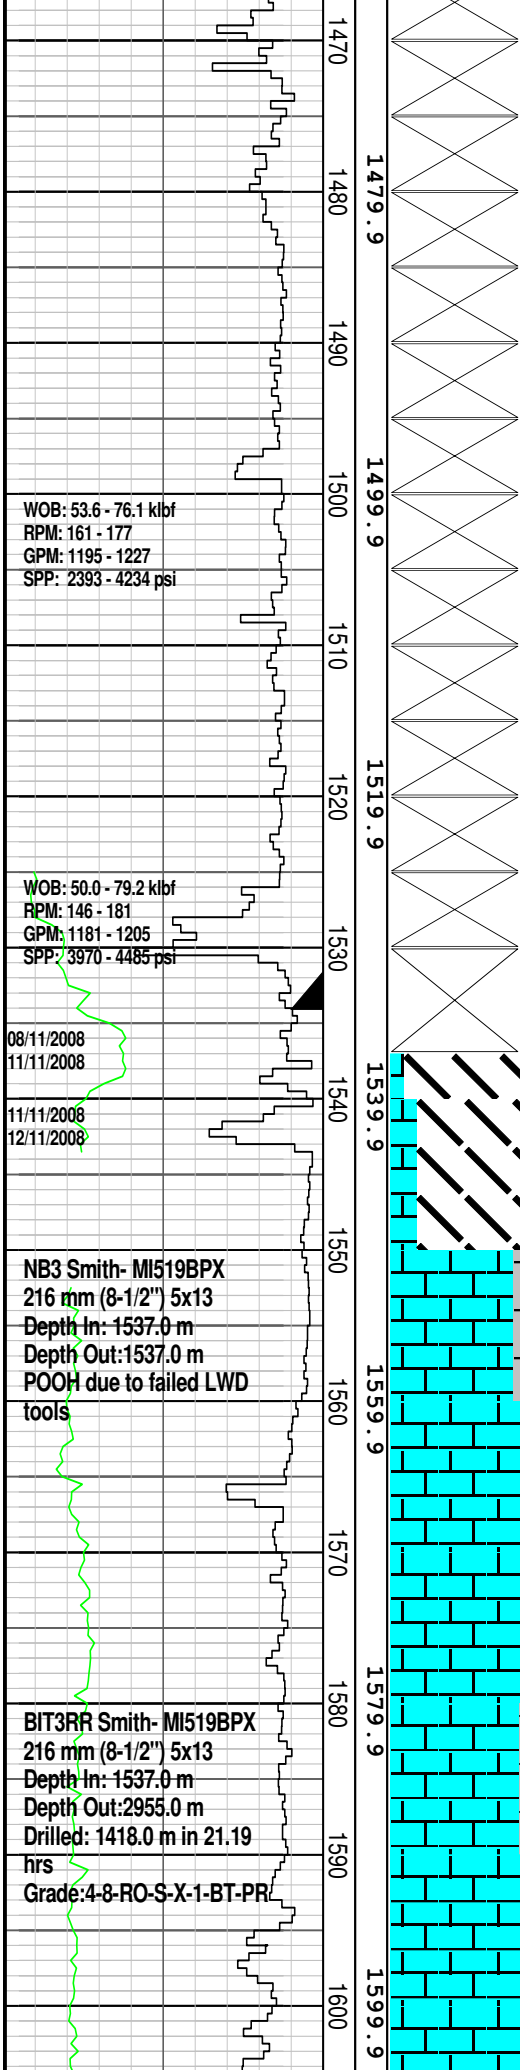 1470
1480
1479.9
1490
1500
1499.9
WOB: 53.6 - 76.1 klbf
RPM: 161 - 177
GPM: 1195 - 1227
SPP: 2393 - 4234 psi
1510
1520
1519.9
WOB: 50.0 - 79.2 klbf
RPM: 146 - 181
GPM: 1181 - 1205
SPP: 3970 - 4485 psi
1530
08/11/2008
11/11/2008
1540
1539.9
11/11/2008
12/11/2008
1550
NB3 Smith- MI519BPX
216 mm (8-1/2") 5x13
Depth In: 1537.0 m
Depth Out:1537.0 m
POOH due to failed LWD
tools
1560
1559.9
1570
1580
1579.9
BIT3RR Smith- MI519BPX
216 mm (8-1/2") 5x13
Depth In: 1537.0 m
Depth Out:2955.0 m
Drilled: 1418.0 m in 21.19
hrs
Grade:4-8-RO-S-X-1-BT-PR
1590
1600
1599.9